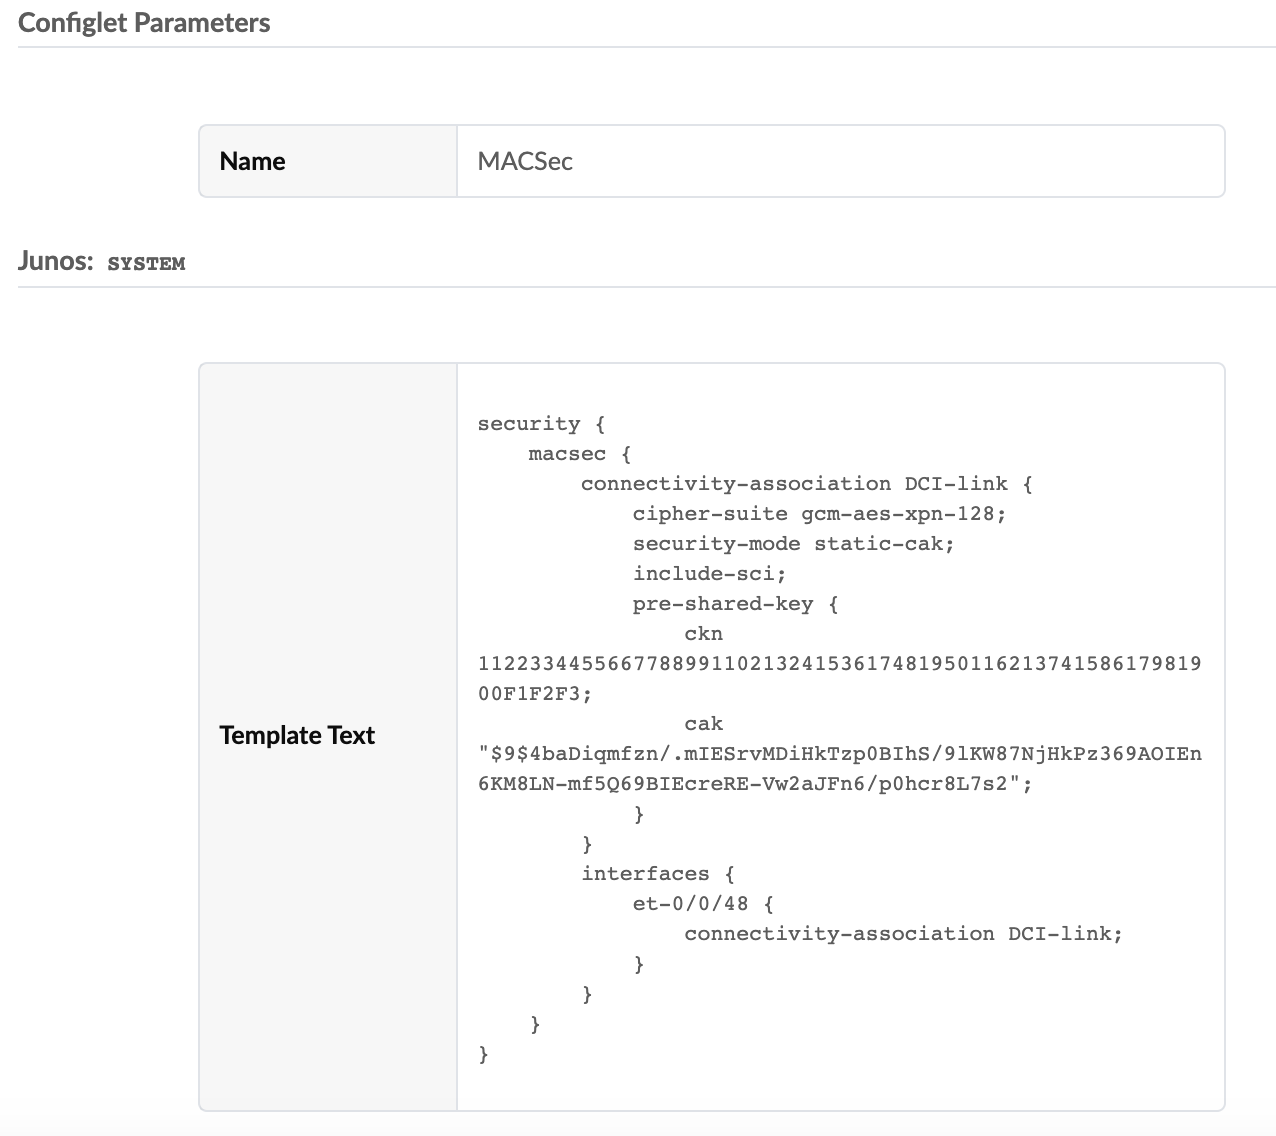 Configlet Parameters
Name MACSec
Junos: SYSTEM
Template Text
security {
macsec {
connectivity-association DCI-link {
cipher-suite gcm-aes-xpn-128;
security-mode static-cak;
include-sci;
pre-shared-key {
ckn
11223344556677889911021324153617481950116213741586179819
00F1F2F3;
cak
"$9$4baDiqmfzn/.mIESrvMDiHkTzp0BIhS/9lKW87NjHkPz369AOIEn
6KM8LN-mf5Q69BIEcreRE-Vw2aJFn6/p0hcr8L7s2";
}
}
interfaces {
et-0/0/48 {
connectivity-association DCI-link;
}
}
}
}